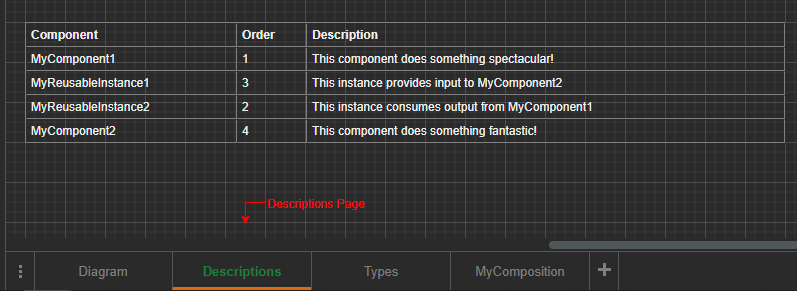 Component Order Description
MyComponent1 1 This component does something spectacular!
MyReusableInstance1 3 This instance provides input to MyComponent2
MyReusableInstance2 2 This instance consumes output from MyComponent1
MyComponent2 4 This component does something fantastic!
Descriptions Page
Diagram Descriptions Types MyComposition